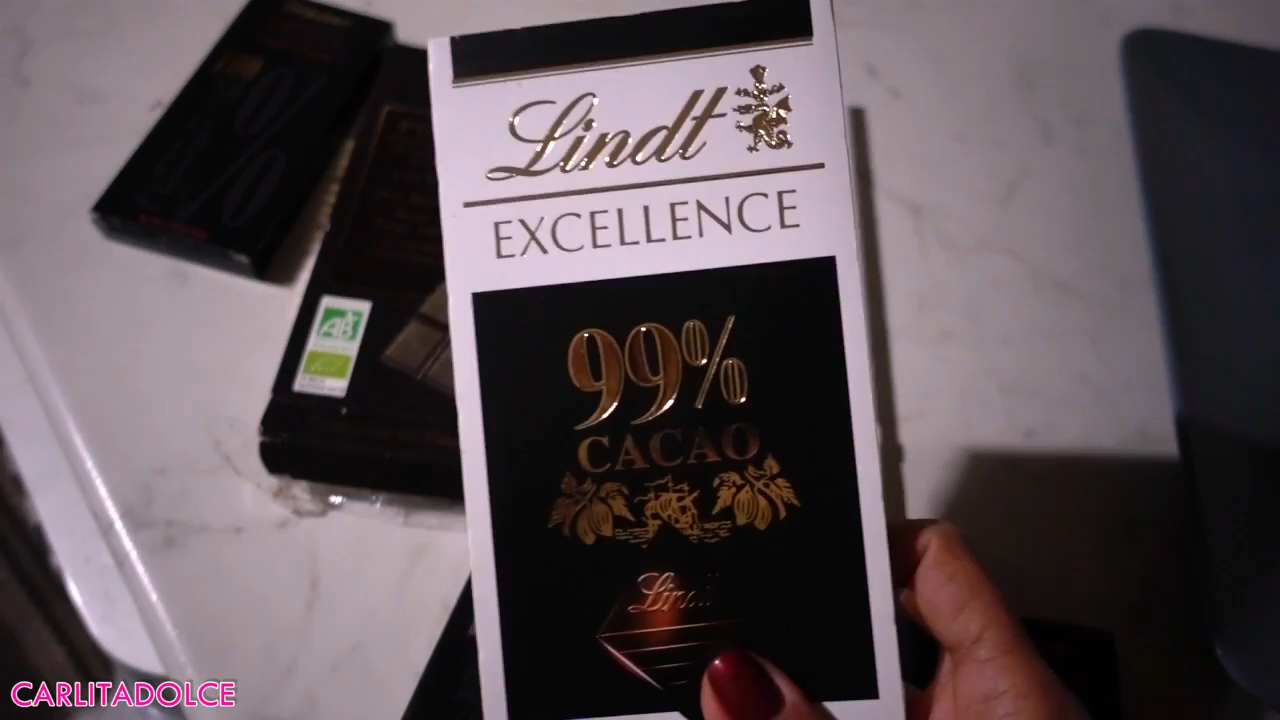 Lindt
EXCELLENCE
99%
CACAO
Lindt
AB
CARLITADOLCE